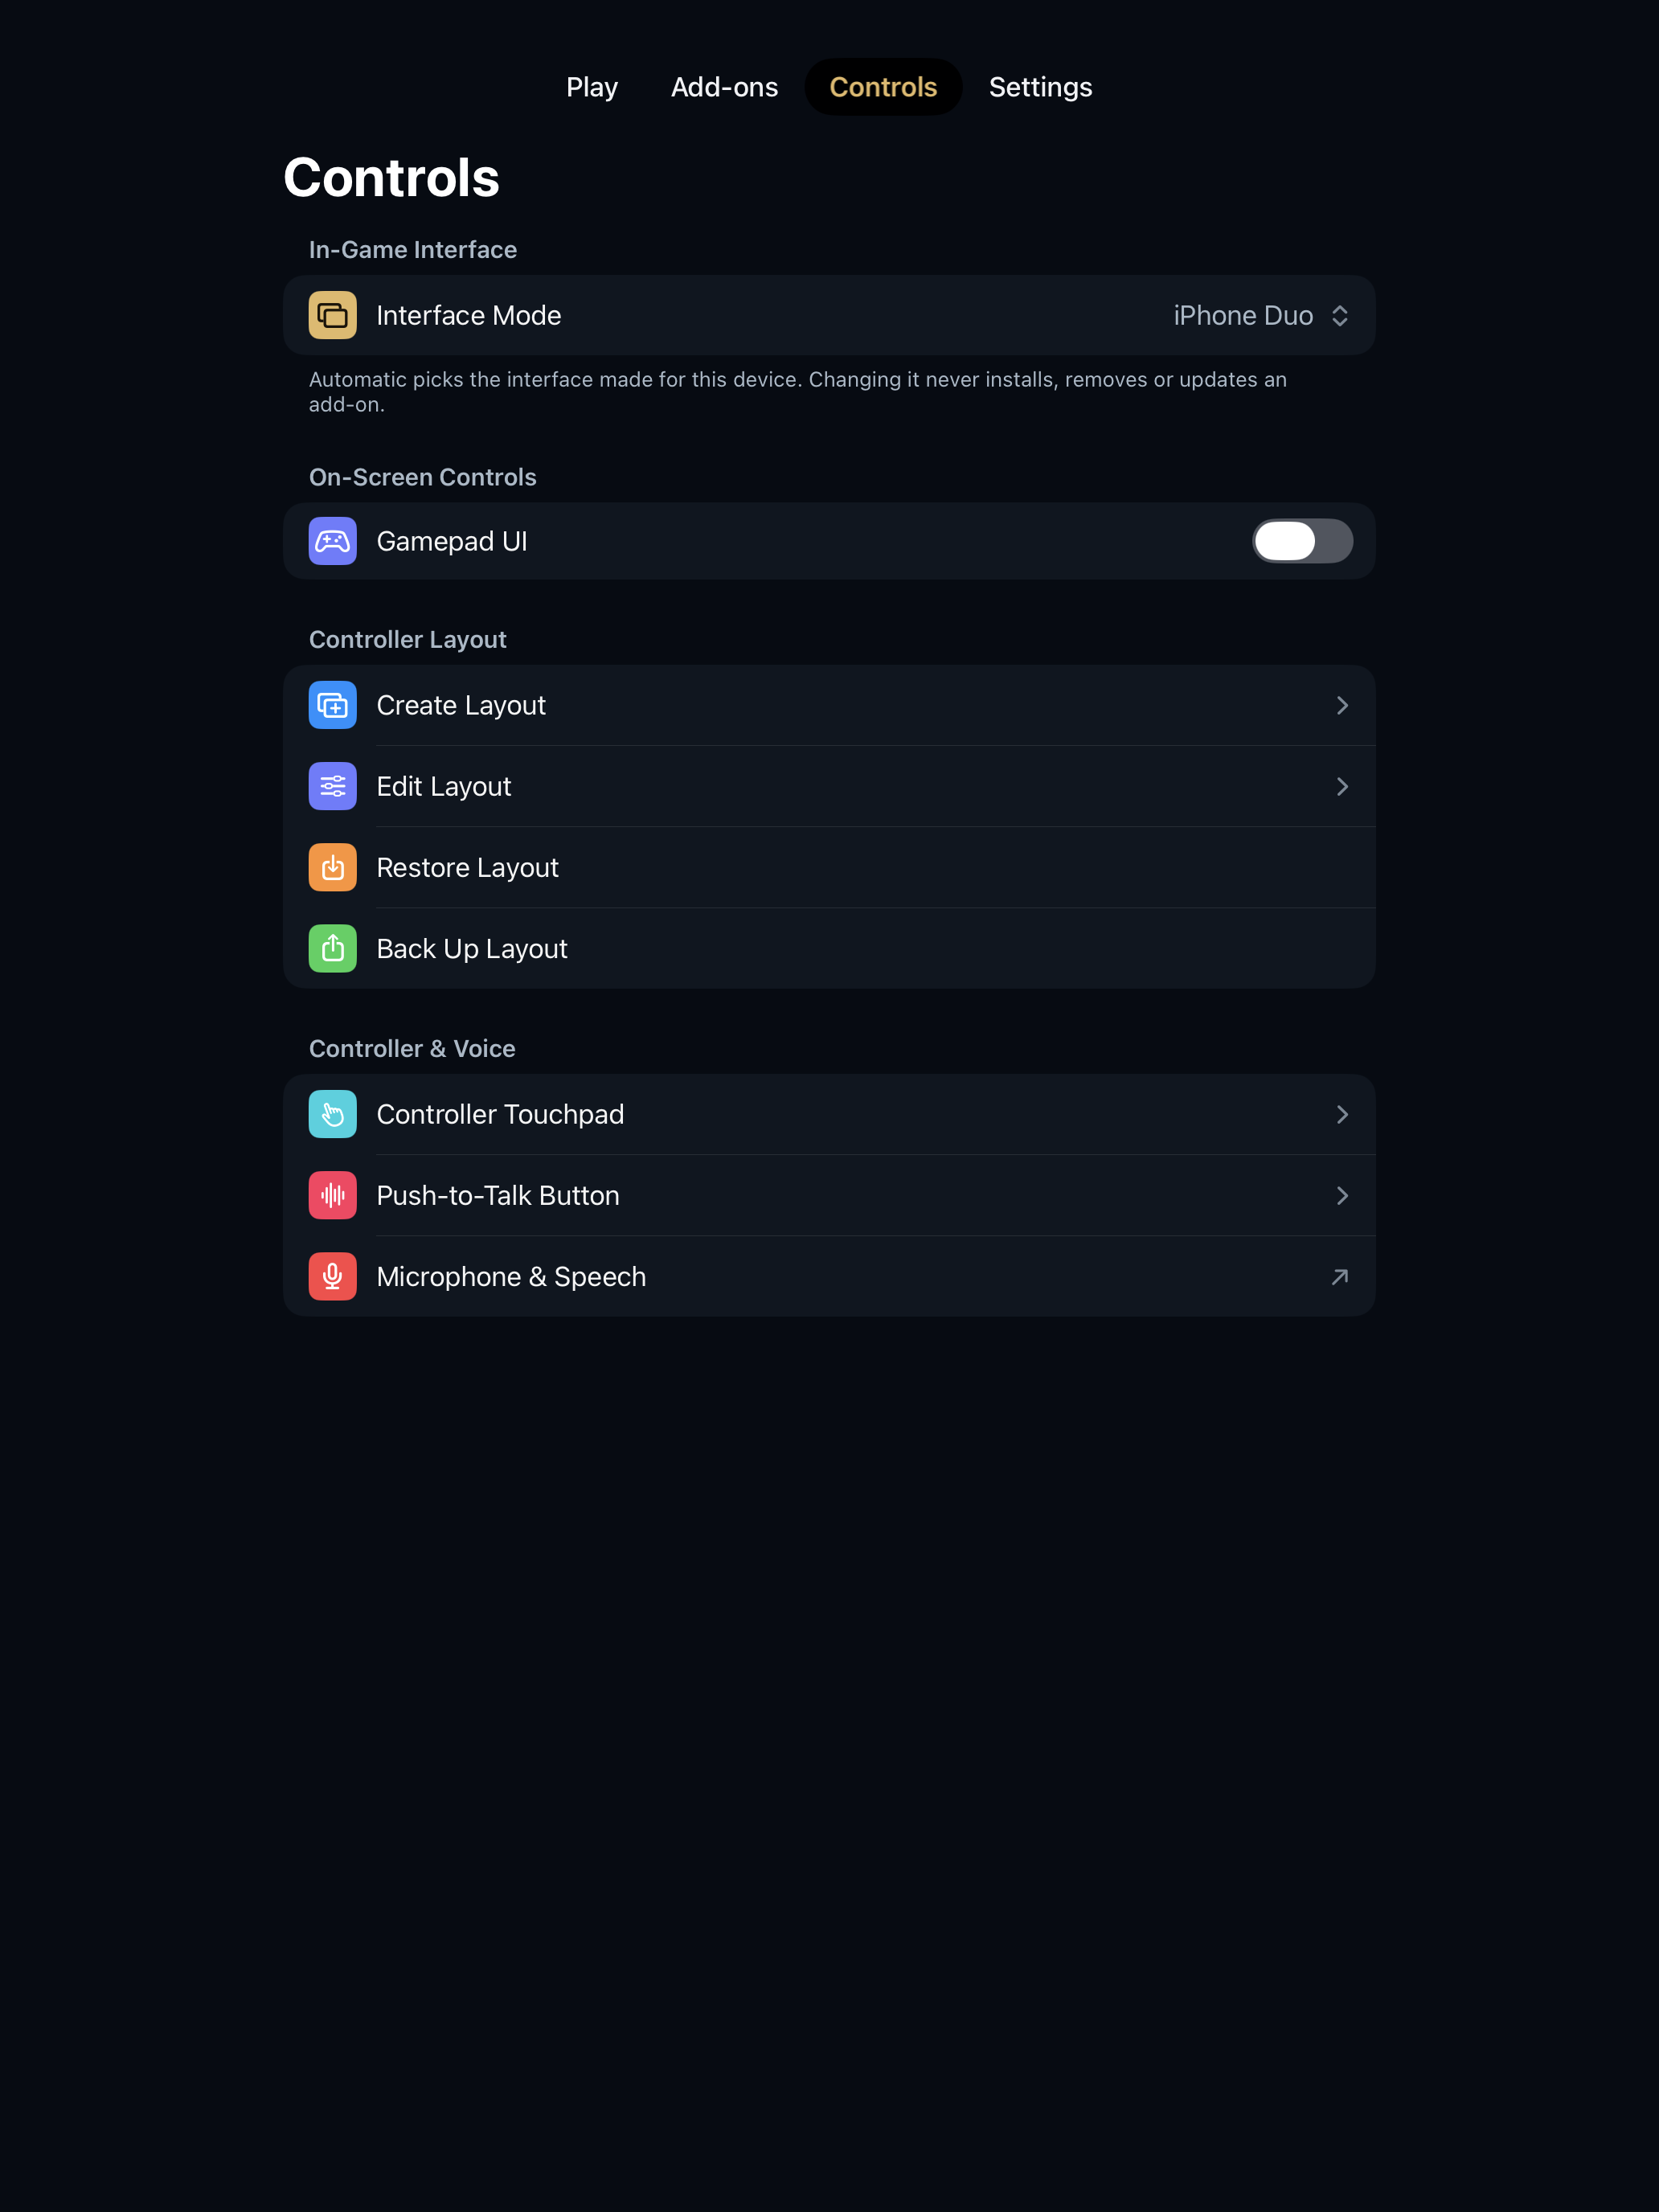 Play
Add-ons
Controls
Settings
Controls
In-Game Interface
Interface Mode
iPhone Duo
Automatic picks the interface made for this device. Changing it never installs, removes or updates an
add-on.
On-Screen Controls
Gamepad UI
Controller Layout
Create Layout
Edit Layout
Restore Layout
Back Up Layout
Controller & Voice
Controller Touchpad
Push-to-Talk Button
Microphone & Speech